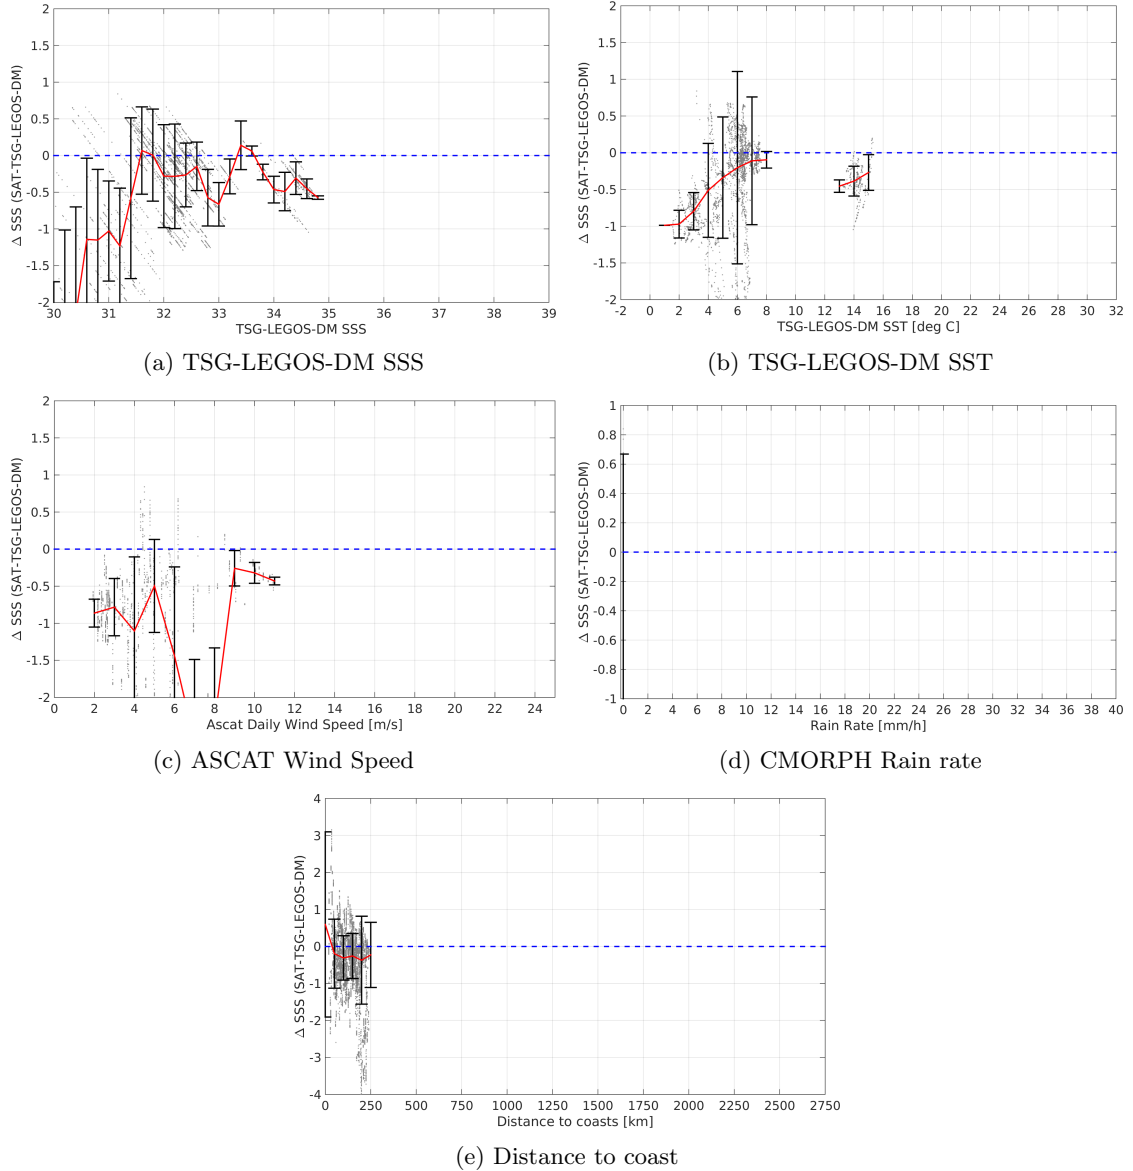 2
1.5
1
0.5
0
-0.5
-1
-1.5
-2
Δ SSS (SAT-TSG-LEGOS-DM)
30 31 32 33 34 35 36 37 38 39
TSG-LEGOS-DM SSS
(a) TSG-LEGOS-DM SSS
2
1.5
1
0.5
0
-0.5
-1
-1.5
-2
Δ SSS (SAT-TSG-LEGOS-DM)
-2 0 2 4 6 8 10 12 14 16 18 20 22 24 26 28 30 32
TSG-LEGOS-DM SST [deg C]
(b) TSG-LEGOS-DM SST
2
1.5
1
0.5
0
-0.5
-1
-1.5
-2
Δ SSS (SAT-TSG-LEGOS-DM)
0 2 4 6 8 10 12 14 16 18 20 22 24
Ascat Daily Wind Speed [m/s]
(c) ASCAT Wind Speed
1
0.8
0.6
0.4
0.2
0
-0.2
-0.4
-0.6
-0.8
-1
Δ SSS (SAT-TSG-LEGOS-DM)
0 2 4 6 8 10 12 14 16 18 20 22 24 26 28 30 32 34 36 38 40
Rain Rate [mm/h]
(d) CMORPH Rain rate
4
3
2
1
0
-1
-2
-3
-4
Δ SSS (SAT-TSG-LEGOS-DM)
0 250 500 750 1000 1250 1500 1750 2000 2250 2500 2750
Distance to coasts [km]
(e) Distance to coast